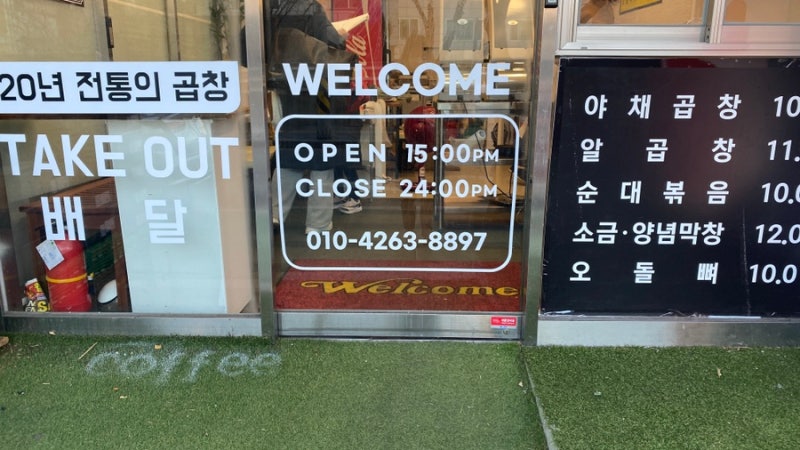 20년 전통의 곱창
TAKE OUT
배달
WELCOME
OPEN 15:00PM
CLOSE 24:00PM
010-4263-8897
Welcome
야채곱창 10
알곱창 11.
순대볶음 10.0
소금·양념막창 12.0
오돌뼈 10.0
coffee